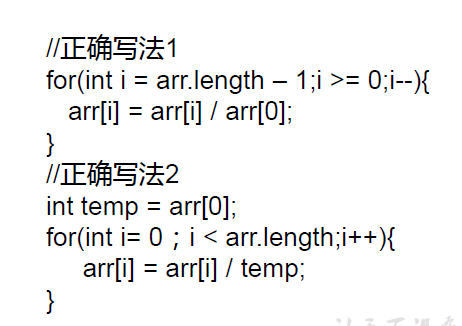 //正确写法1
for(int i = arr.length – 1;i >= 0;i--){
arr[i] = arr[i] / arr[0];
}
//正确写法2
int temp = arr[0];
for(int i= 0；i < arr.length;i++){
arr[i] = arr[i] / temp;
}